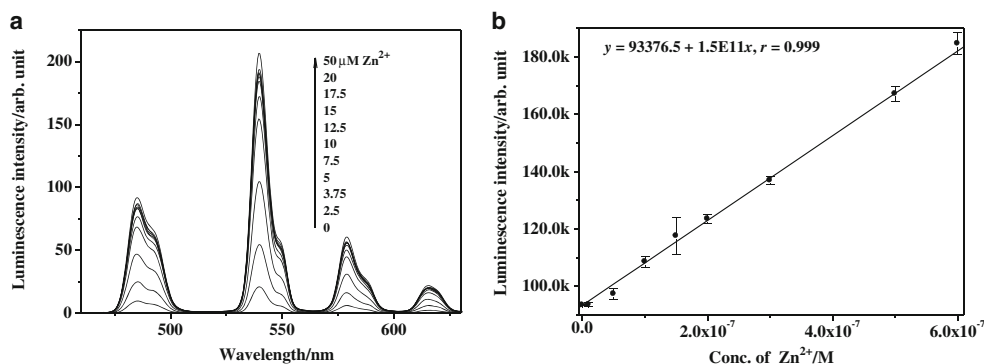 a
Luminescence intensity/arb. unit
200
150
100
50
0
500
550
600
Wavelength/nm
50 μM Zn²⁺
20
17.5
15
12.5
10
7.5
5
3.75
2.5
0
b
y = 93376.5 + 1.5E11x, r = 0.999
Luminescence intensity/arb. unit
180.0k
160.0k
140.0k
120.0k
100.0k
0.0
2.0x10⁻⁷
4.0x10⁻⁷
6.0x10⁻⁷
Conc. of Zn²⁺/M